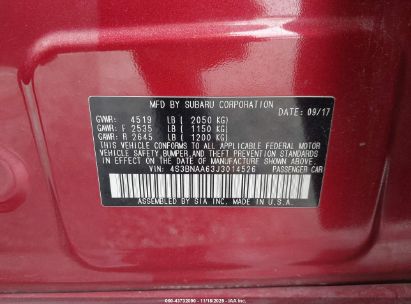 MFD BY SUBARU CORPORATION
DATE: 09/17
GVWR: 4519 LB ( 2050 KG)
GAWR: F 2535 LB ( 1150 KG)
GAWR: R 2645 LB ( 1200 KG)
THIS VEHICLE CONFORMS TO ALL APPLICABLE FEDERAL MOTOR
VEHICLE SAFETY, BUMPER, AND THEFT PREVENTION STANDARDS
IN EFFECT ON THE DATE OF MANUFACTURE SHOWN ABOVE.
VIN: 4S3BNAA63J3014526 PASSENGER CAR
ASSEMBLED BY SIA INC. IN U.S.A.